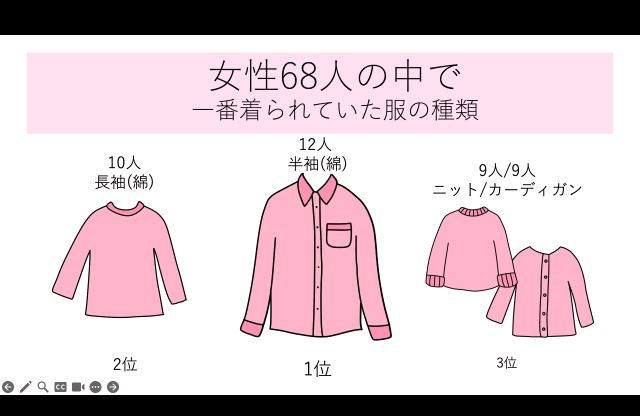 女性68人の中で
一番着られていた服の種類
12人
半袖(綿)
10人
長袖(綿)
9人/9人
ニット/カーディガン
2位
1位
3位
CC